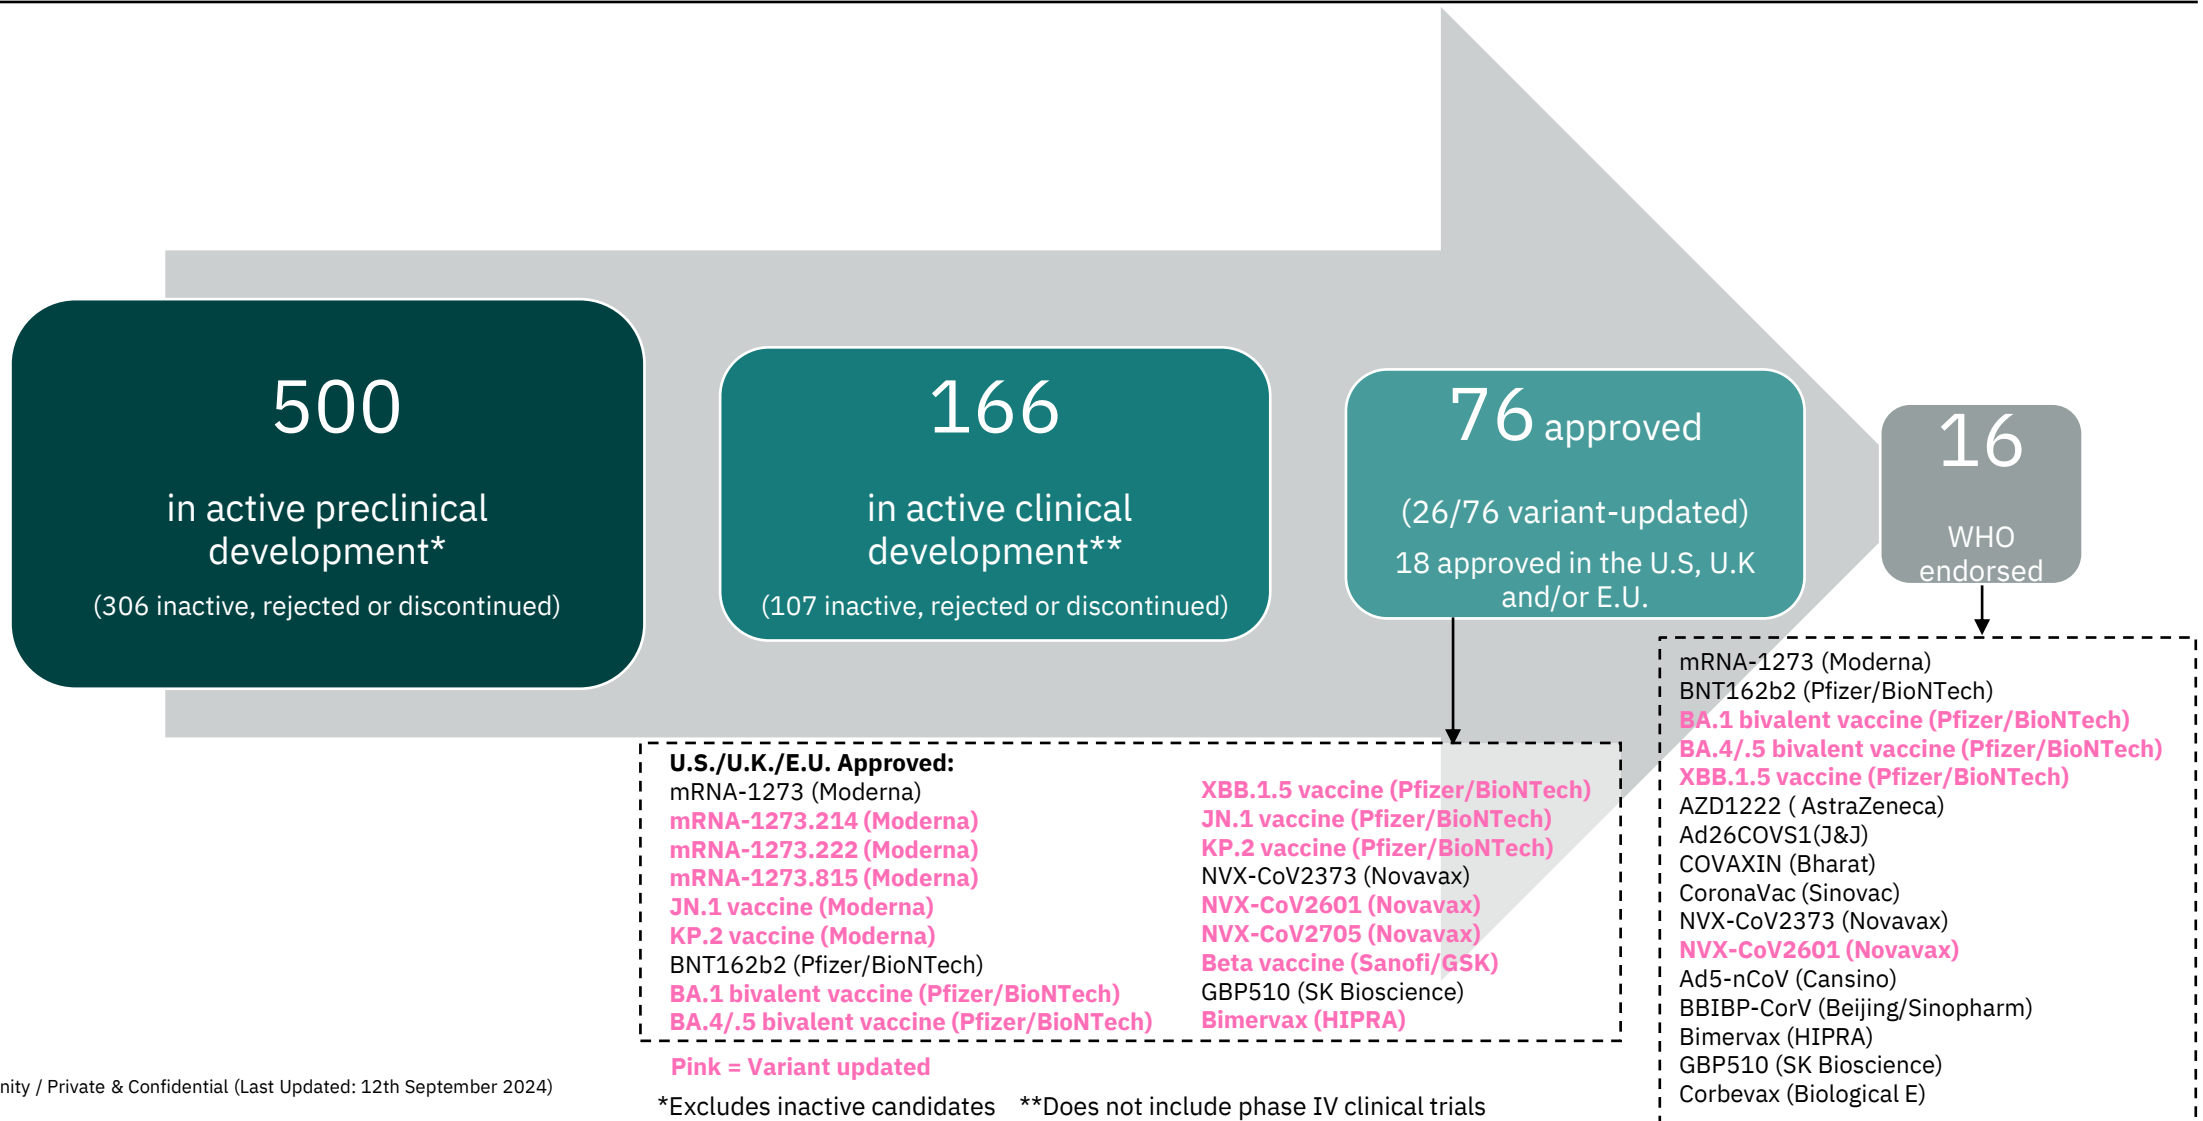 500
in active preclinical
development*
(306 inactive, rejected or discontinued)
166
in active clinical
development**
(107 inactive, rejected or discontinued)
76 approved
(26/76 variant-updated)
18 approved in the U.S, U.K
and/or E.U.
16
WHO
endorsed
U.S./U.K./E.U. Approved:
mRNA-1273 (Moderna)
mRNA-1273.214 (Moderna)
mRNA-1273.222 (Moderna)
mRNA-1273.815 (Moderna)
JN.1 vaccine (Moderna)
KP.2 vaccine (Moderna)
BNT162b2 (Pfizer/BioNTech)
BA.1 bivalent vaccine (Pfizer/BioNTech)
BA.4/.5 bivalent vaccine (Pfizer/BioNTech)
XBB.1.5 vaccine (Pfizer/BioNTech)
JN.1 vaccine (Pfizer/BioNTech)
KP.2 vaccine (Pfizer/BioNTech)
NVX-CoV2373 (Novavax)
NVX-CoV2601 (Novavax)
NVX-CoV2705 (Novavax)
Beta vaccine (Sanofi/GSK)
GBP510 (SK Bioscience)
Bimervax (HIPRA)
mRNA-1273 (Moderna)
BNT162b2 (Pfizer/BioNTech)
BA.1 bivalent vaccine (Pfizer/BioNTech)
BA.4/.5 bivalent vaccine (Pfizer/BioNTech)
XBB.1.5 vaccine (Pfizer/BioNTech)
AZD1222 ( AstraZeneca)
Ad26COVS1(J&J)
COVAXIN (Bharat)
CoronaVac (Sinovac)
NVX-CoV2373 (Novavax)
NVX-CoV2601 (Novavax)
Ad5-nCoV (Cansino)
BBIBP-CorV (Beijing/Sinopharm)
Bimervax (HIPRA)
GBP510 (SK Bioscience)
Corbevax (Biological E)
Pink = Variant updated
nity / Private & Confidential (Last Updated: 12th September 2024)
*Excludes inactive candidates **Does not include phase IV clinical trials